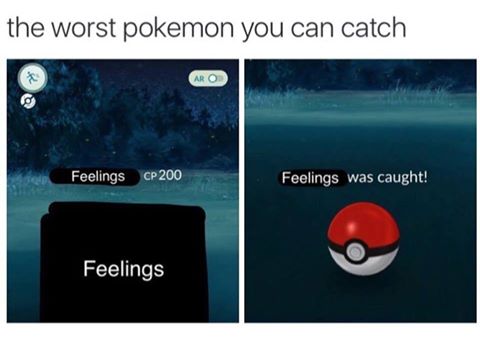 the worst pokemon you can catch
AR
Feelings CP200
Feelings
Feelings was caught!